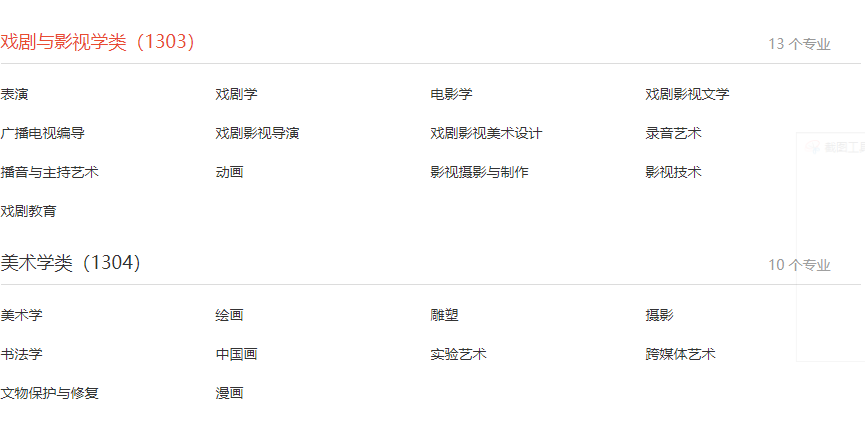 戏剧与影视学类（1303） 13 个专业
表演 戏剧学 电影学 戏剧影视文学
广播电视编导 戏剧影视导演 戏剧影视美术设计 录音艺术
播音与主持艺术 动画 影视摄影与制作 影视技术
戏剧教育
美术学类（1304） 10 个专业
美术学 绘画 雕塑 摄影
书法学 中国画 实验艺术 跨媒体艺术
文物保护与修复 漫画